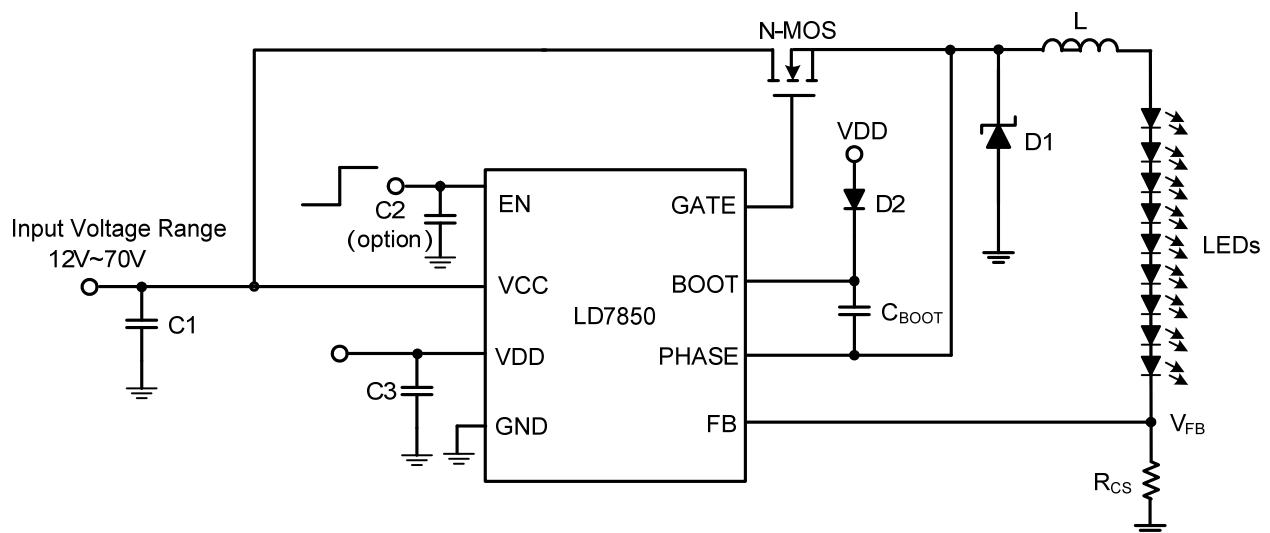 N-MOS
L
VDD
D1
D2
C2
(option)
EN
GATE
Input Voltage Range
12V~70V
LEDs
VCC
BOOT
LD7850
C1
CBOOT
VDD
PHASE
C3
GND
FB
VFB
RCS